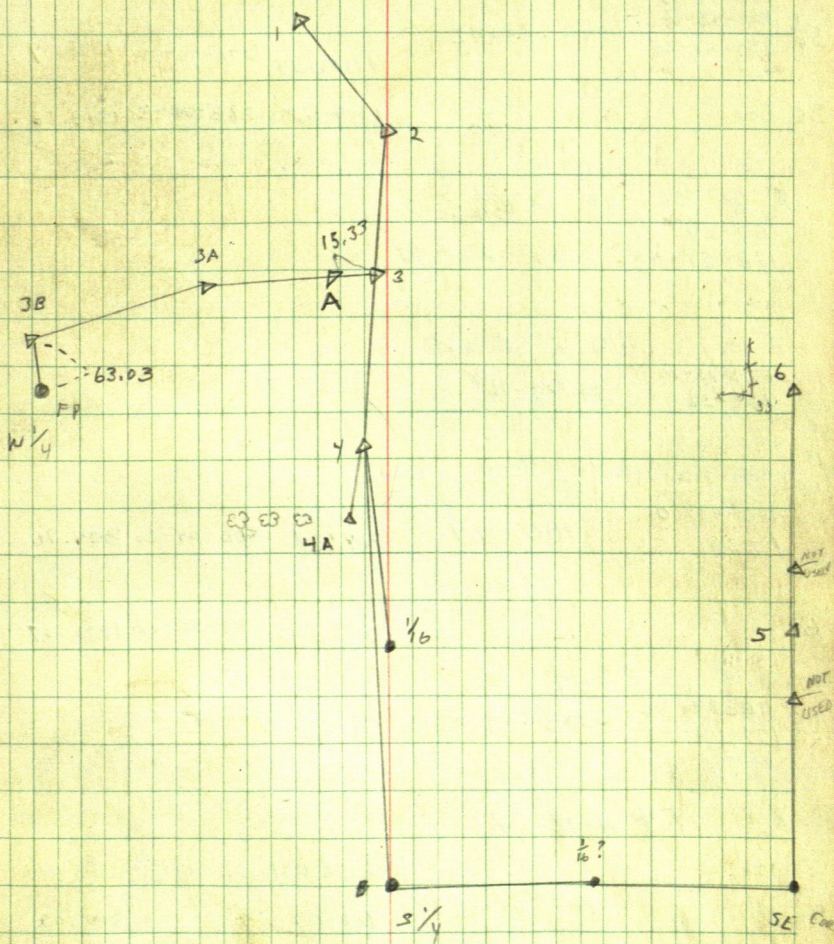 1
2
15.33
3A
3
A
3B
63.03
6
FP
33'
W 1/4
4
4A
NOT
USED
1/16
5
NOT
USED
1/16 ?
S 1/4
SE Cor